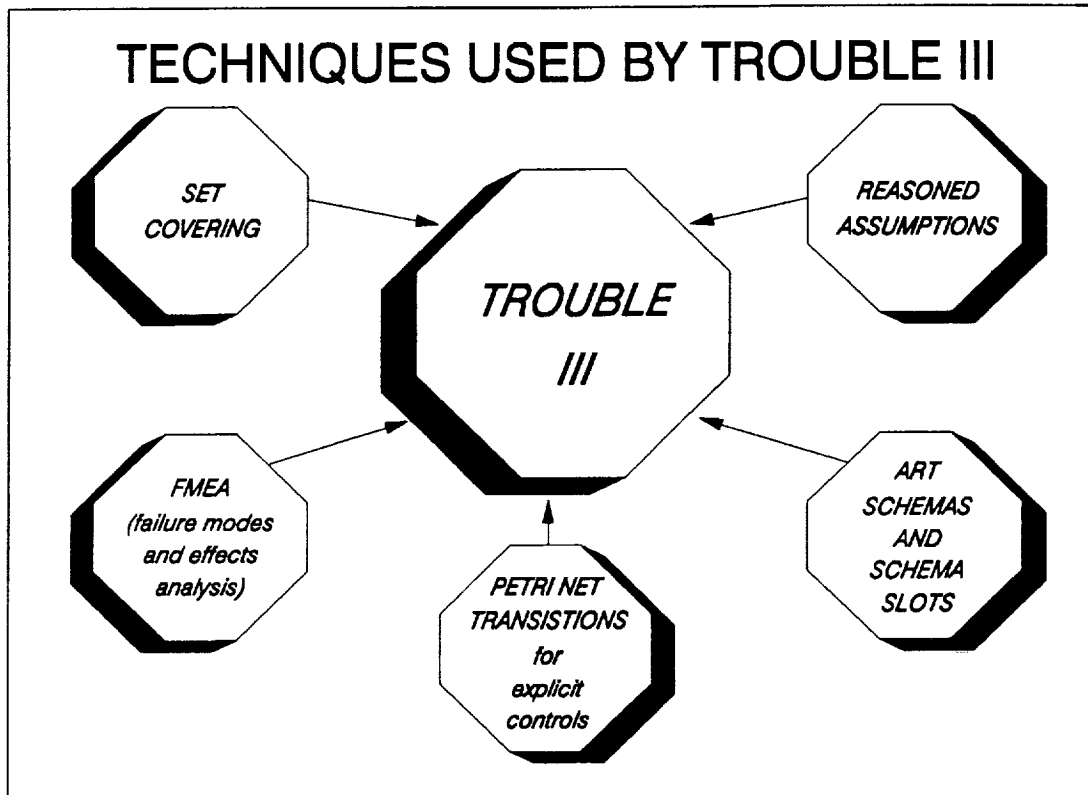 TECHNIQUES USED BY TROUBLE III
SET
COVERING
REASONED
ASSUMPTIONS
TROUBLE
III
FMEA
(failure modes
and effects
analysis)
PETRI NET
TRANSISTIONS
for
explicit
controls
ART
SCHEMAS
AND
SCHEMA
SLOTS